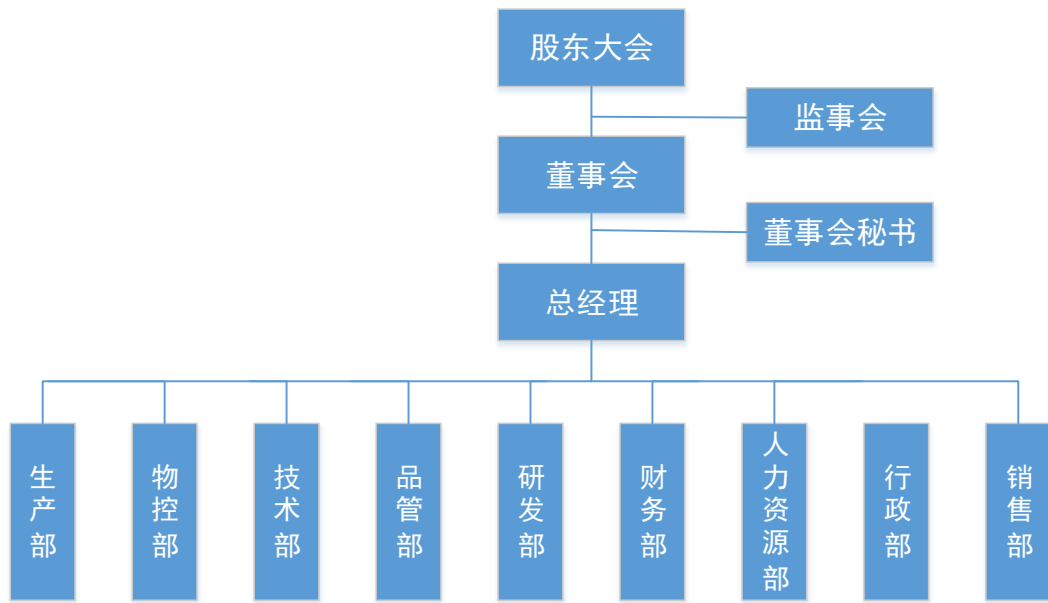 股东大会
监事会
董事会
董事会秘书
总经理
生产部
物控部
技术部
品管部
研发部
财务部
人力资源部
行政部
销售部